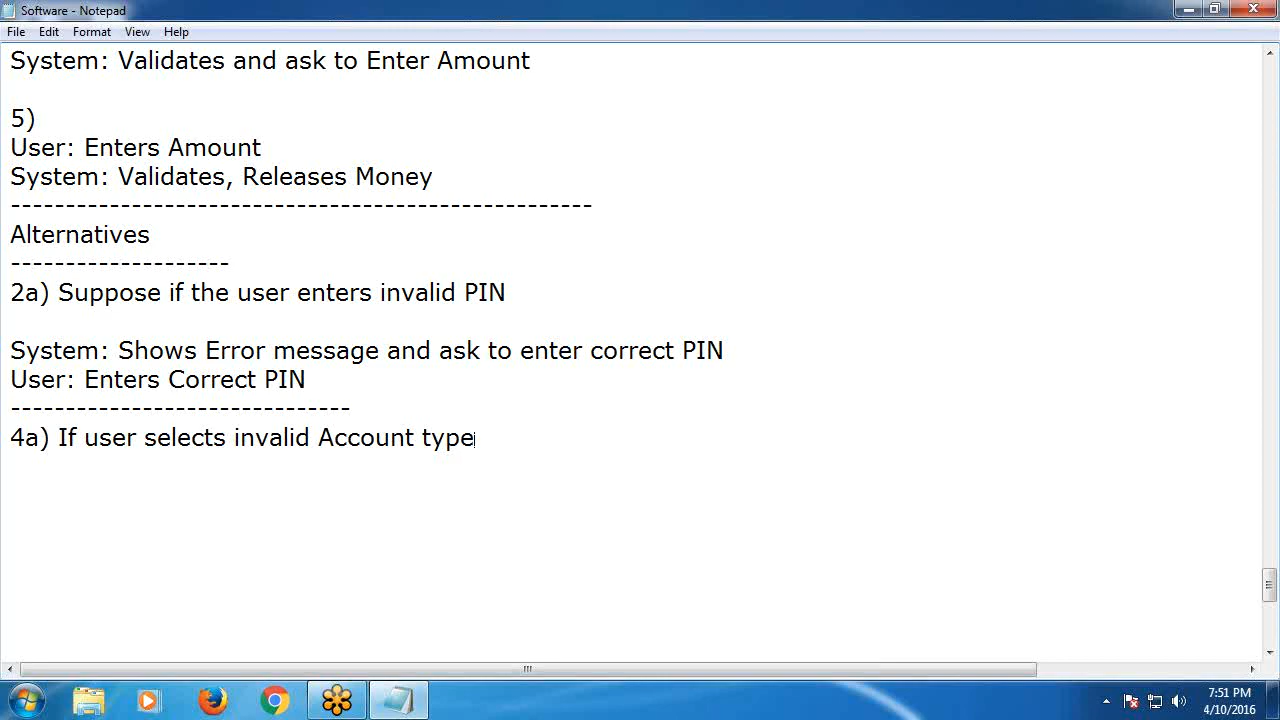 Software - Notepad
File Edit Format View Help
System: Validates and ask to Enter Amount
5)
User: Enters Amount
System: Validates, Releases Money
-----------------------------------------------------
Alternatives
--------------------
2a) Suppose if the user enters invalid PIN
System: Shows Error message and ask to enter correct PIN
User: Enters Correct PIN
-------------------------------
4a) If user selects invalid Account type
7:51 PM
4/10/2016